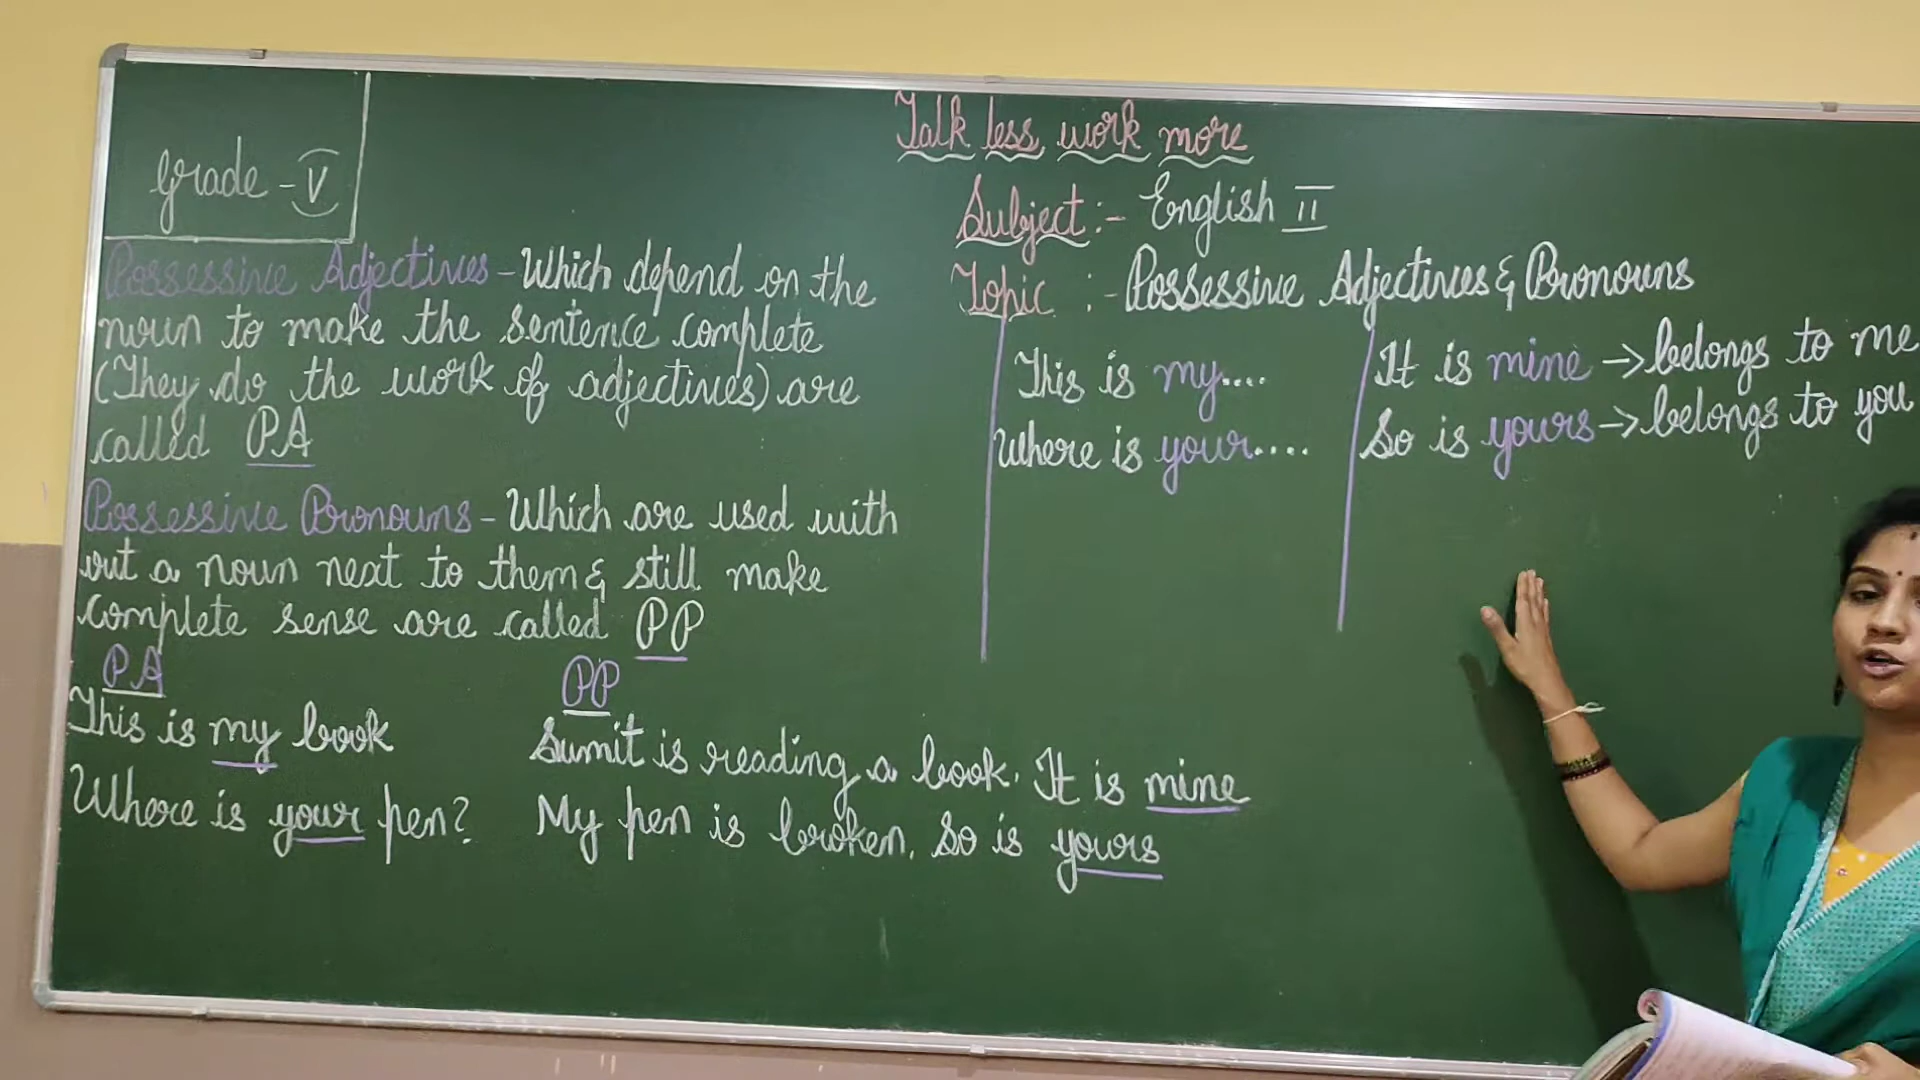 Talk less work more
Grade - V
Subject :- English II
Topic :- Possessive Adjectives & Pronouns
Possessive Adjectives - Which depend on the
noun to make the sentence complete
(They do the work of adjectives) are
called PA
Possessive Pronouns - Which are used with
out a noun next to them & still make
complete sense are called PP
PA
This is my book
Where is your pen?
PP
Sumit is reading a book. It is mine
My pen is broken. So is yours
This is my....
Where is your....
It is mine → belongs to me
So is yours → belongs to you